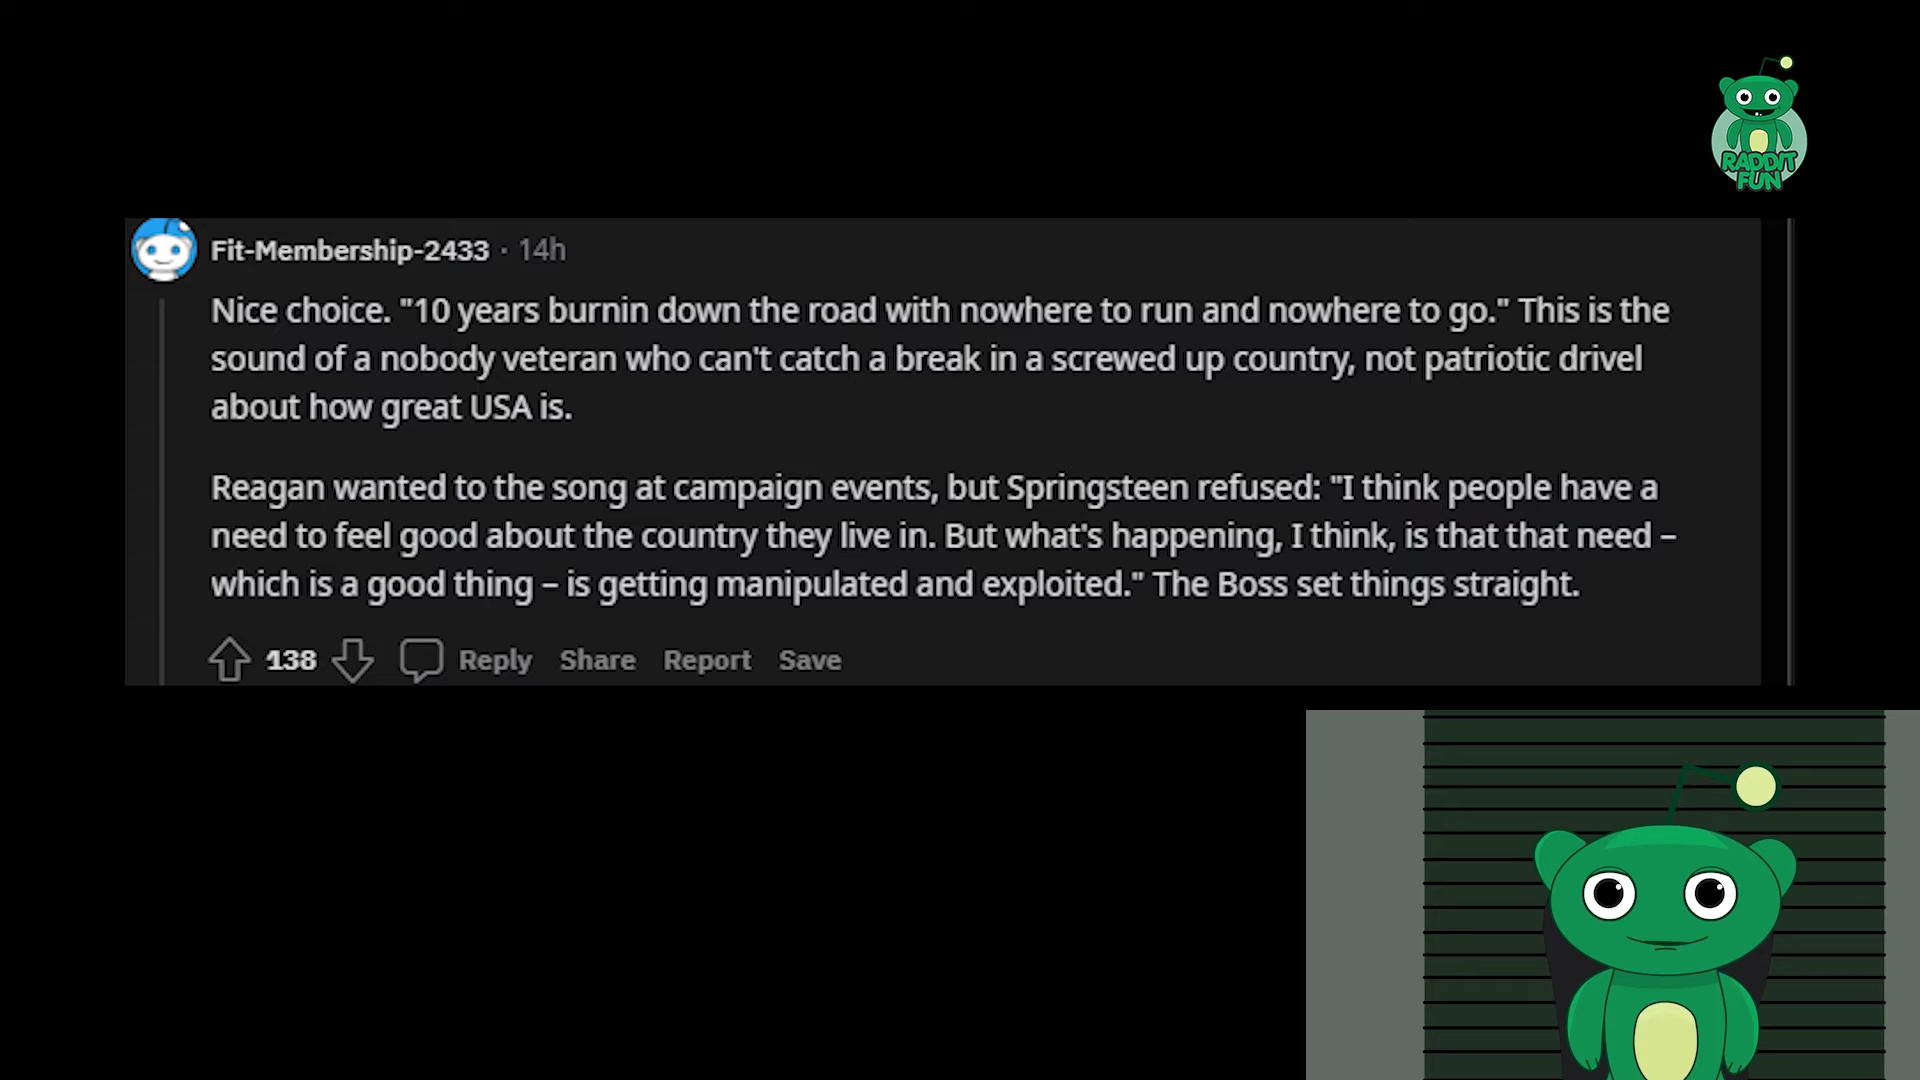 RADDIT
FUN
Fit-Membership-2433 · 14h
Nice choice. "10 years burnin down the road with nowhere to run and nowhere to go." This is the
sound of a nobody veteran who can't catch a break in a screwed up country, not patriotic drivel
about how great USA is.
Reagan wanted to the song at campaign events, but Springsteen refused: "I think people have a
need to feel good about the country they live in. But what's happening, I think, is that that need –
which is a good thing – is getting manipulated and exploited." The Boss set things straight.
138 Reply Share Report Save